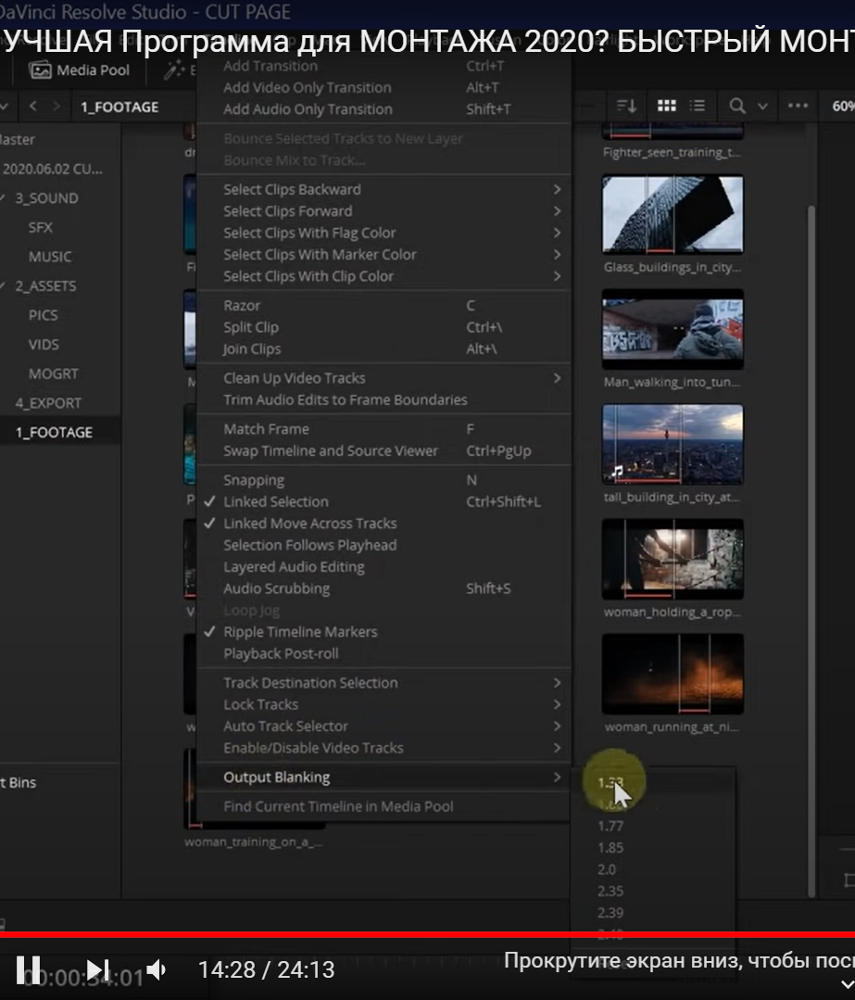 DaVinci Resolve Studio - CUT PAGE
УЧШАЯ Программа для МОНТАЖА 2020? БЫСТРЫЙ МОНТ
Media Pool
Add Transition Ctrl+T
Add Video Only Transition Alt+T
1_FOOTAGE
60%
Add Audio Only Transition Shift+T
Bounce Selected Tracks to New Layer
aster
Fighter_seen_training_t...
Bounce Mix to Track...
2020.06.02 CU...
Select Clips Backward
3_SOUND
Select Clips Forward
SFX
Select Clips With Flag Color
MUSIC
Select Clips With Marker Color
Glass_buildings_in_city...
Select Clips With Clip Color
2_ASSETS
Razor C
PICS
Split Clip Ctrl+\
VIDS
Join Clips Alt+\
MOGRT
Clean Up Video Tracks
Man_walking_into_tun...
4_EXPORT
Trim Audio Edits to Frame Boundaries
1_FOOTAGE
Match Frame F
Swap Timeline and Source Viewer Ctrl+PgUp
Snapping N
tall_building_in_city_at...
Linked Selection Ctrl+Shift+L
Linked Move Across Tracks
Selection Follows Playhead
Layered Audio Editing
Audio Scrubbing Shift+S
Loop Jog
woman_holding_a_rop...
Ripple Timeline Markers
Playback Post-roll
Track Destination Selection
Lock Tracks
Auto Track Selector
woman_running_at_ni...
Enable/Disable Video Tracks
Output Blanking
t Bins
1.33
Find Current Timeline in Media Pool
1.77
woman_training_on_a_...
1.85
2.0
2.35
2.39
Прокрутите экран вниз, чтобы пос
14:28 / 24:13
00:00:34:01